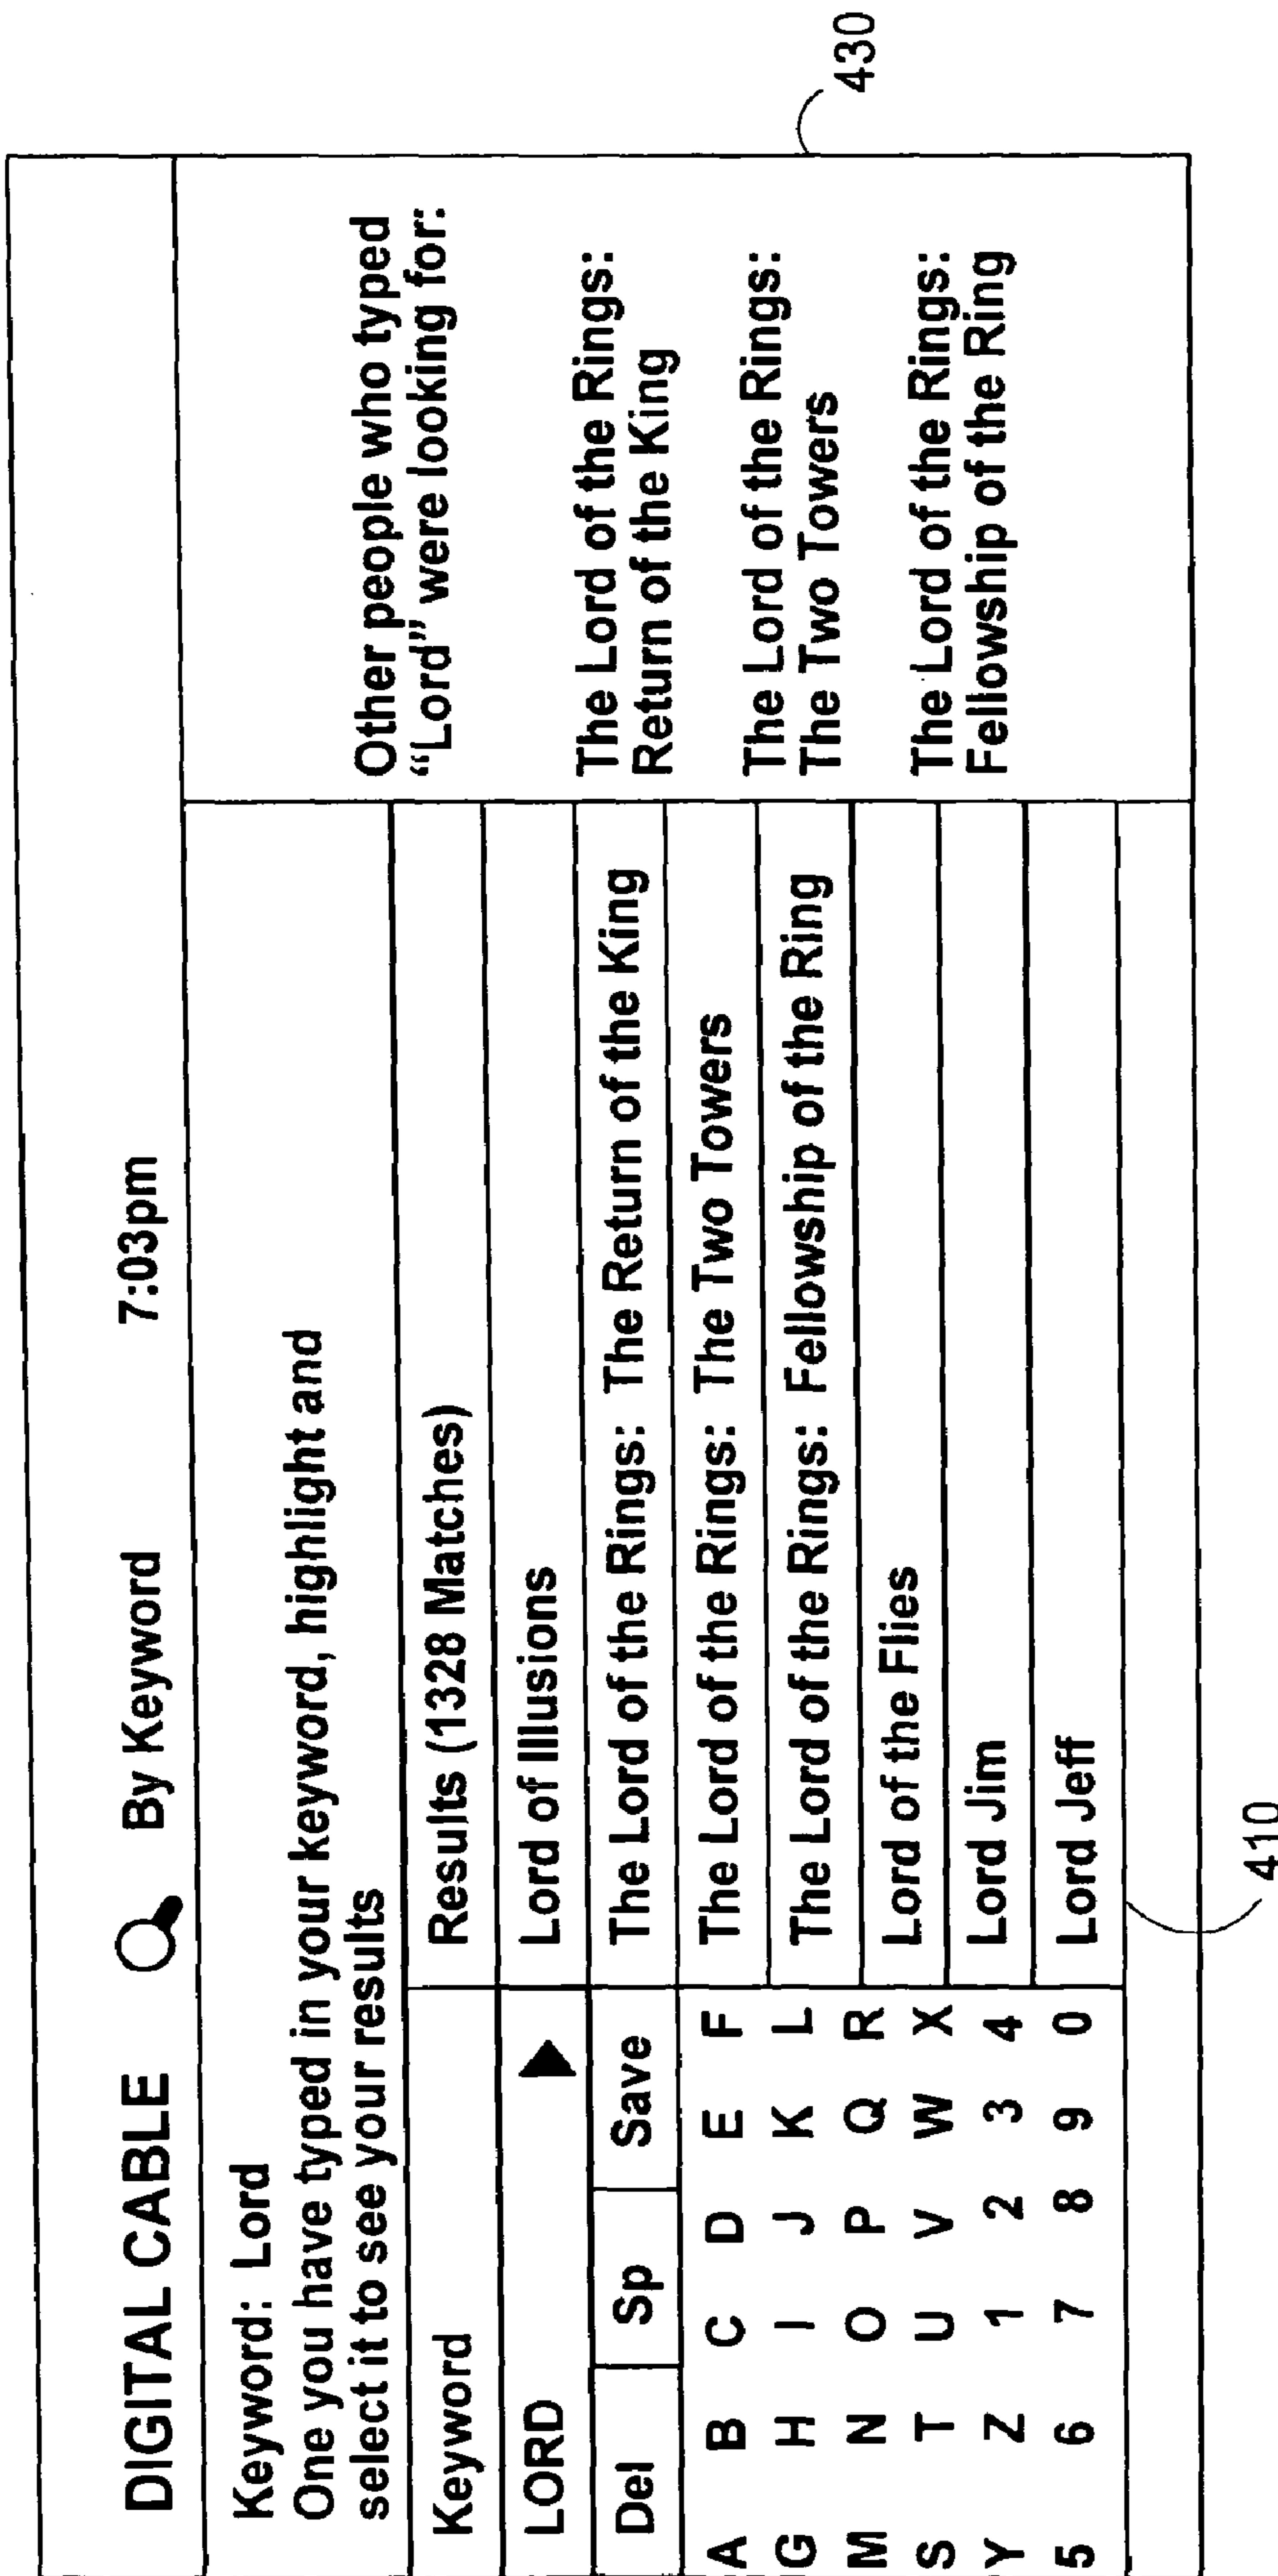 DIGITAL CABLE By Keyword 7:03pm
Keyword: Lord
One you have typed in your keyword, highlight and
select it to see your results
Keyword
LORD
Del Sp Save
A B C D E F
G H I J K L
M N O P Q R
S T U V W X
Y Z 1 2 3 4
5 6 7 8 9 0
Results (1328 Matches)
Lord of Illusions
The Lord of the Rings: The Return of the King
The Lord of the Rings: The Two Towers
The Lord of the Rings: Fellowship of the Ring
Lord of the Flies
Lord Jim
Lord Jeff
410
Other people who typed
“Lord” were looking for:
The Lord of the Rings:
Return of the King
The Lord of the Rings:
The Two Towers
The Lord of the Rings:
Fellowship of the Ring
430